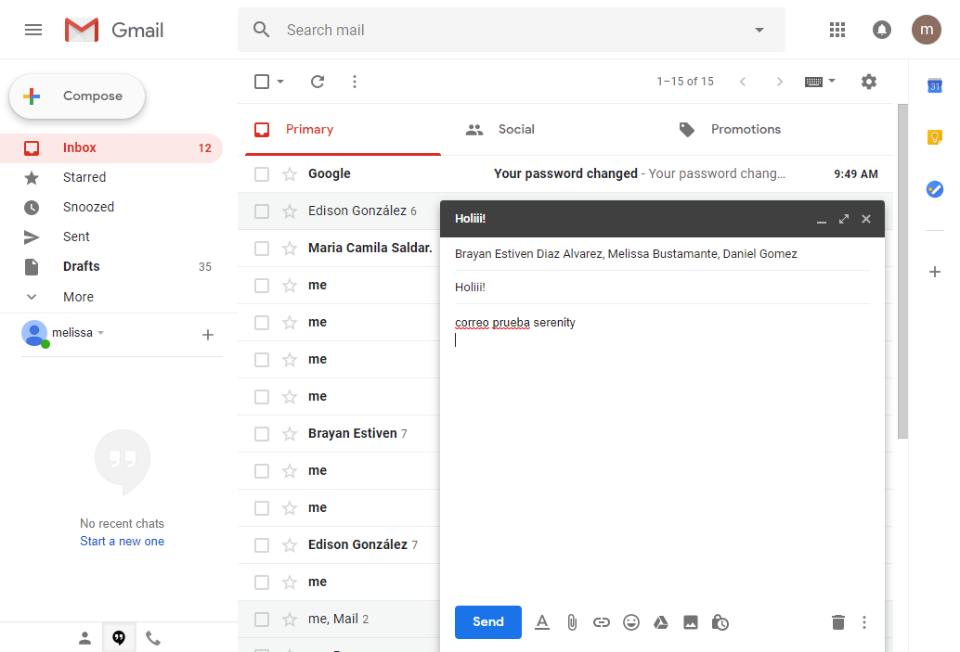 Gmail
Search mail
m
Compose
1–15 of 15
31
Inbox 12
Starred
Snoozed
Sent
Drafts 35
More
melissa
No recent chats
Start a new one
Primary
Social
Promotions
Google Your password changed - Your password chang... 9:49 AM
Edison González 6
Maria Camila Saldar.
me
me
me
me
Brayan Estiven 7
me
me
Edison González 7
me
me, Mail 2
Holiii!
Brayan Estiven Diaz Alvarez, Melissa Bustamante, Daniel Gomez
Holiii!
correo prueba serenity
Send